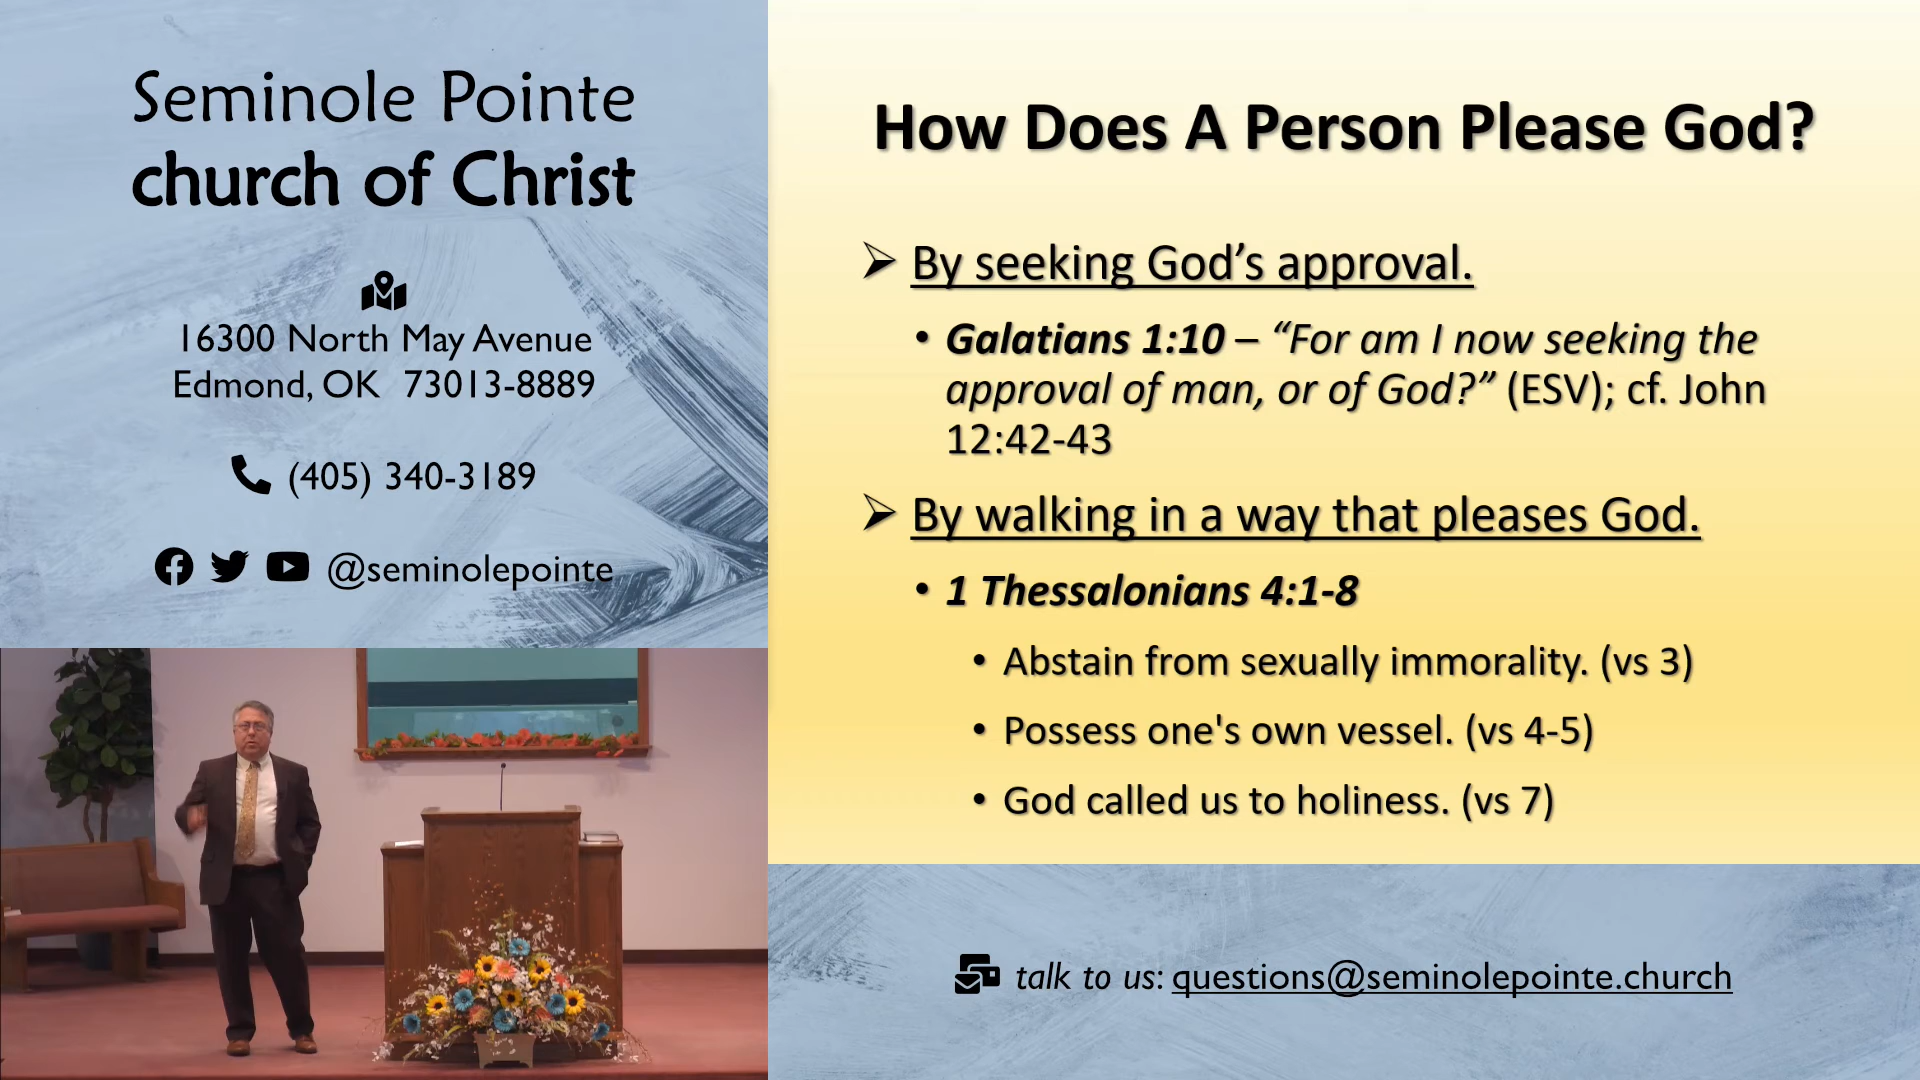 Seminole Pointe
church of Christ
16300 North May Avenue
Edmond, OK 73013-8889
(405) 340-3189
@seminolepointe
How Does A Person Please God?
➢ By seeking God’s approval.
• Galatians 1:10 – “For am I now seeking the
approval of man, or of God?” (ESV); cf. John
12:42-43
➢ By walking in a way that pleases God.
• 1 Thessalonians 4:1-8
• Abstain from sexually immorality. (vs 3)
• Possess one's own vessel. (vs 4-5)
• God called us to holiness. (vs 7)
talk to us: questions@seminolepointe.church